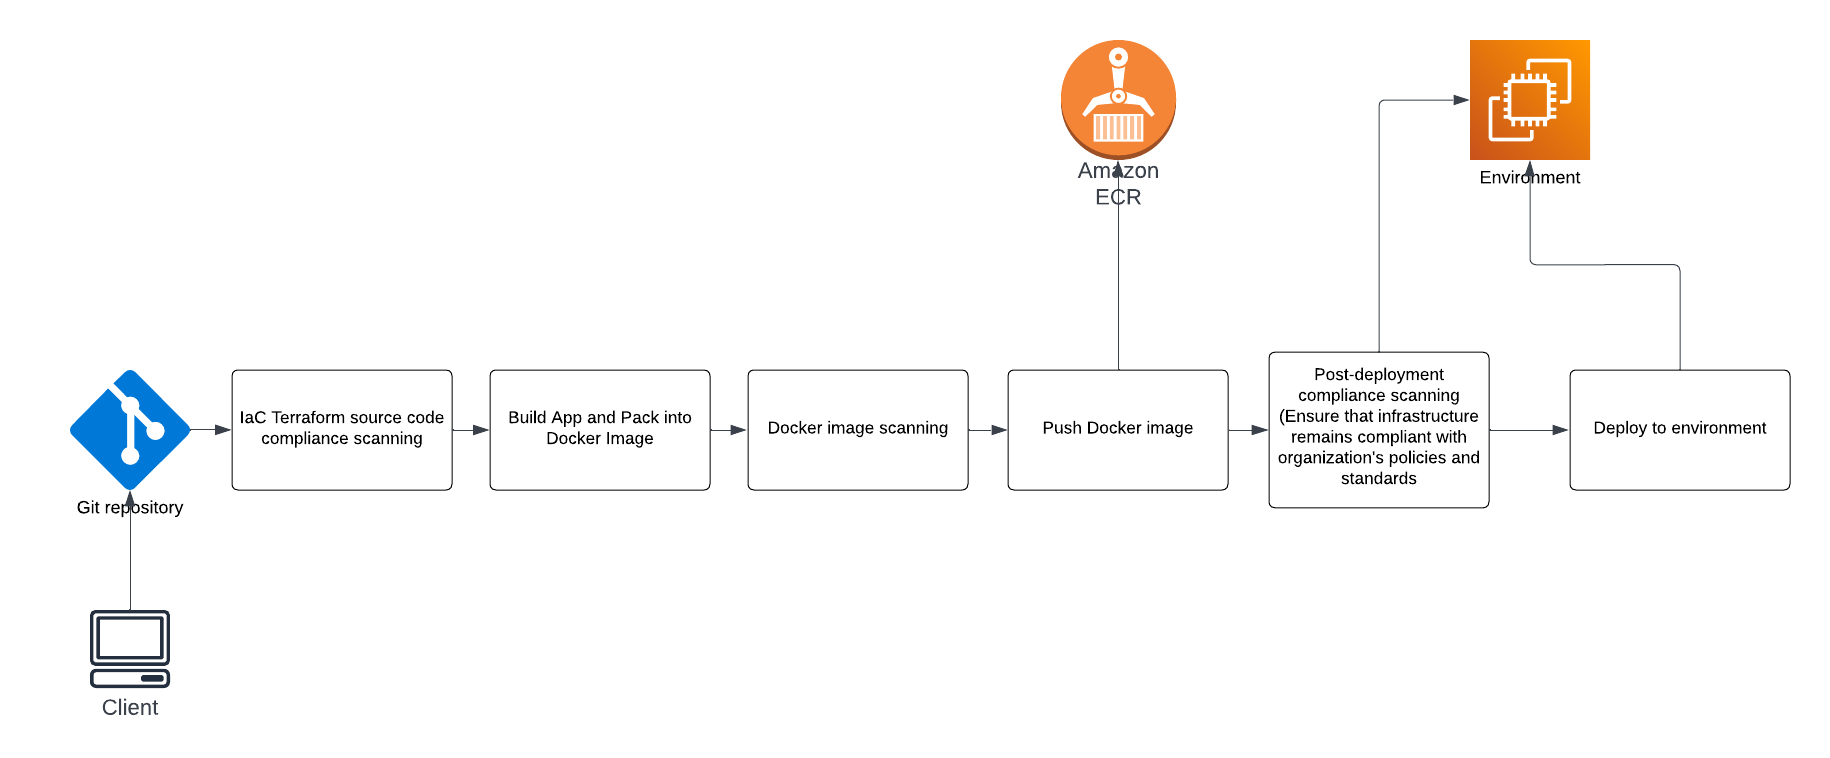 Amazon
ECR
Environment
Git repository
IaC Terraform source code
compliance scanning
Build App and Pack into
Docker Image
Docker image scanning
Push Docker image
Post-deployment
compliance scanning
(Ensure that infrastructure
remains compliant with
organization's policies and
standards
Deploy to environment
Client